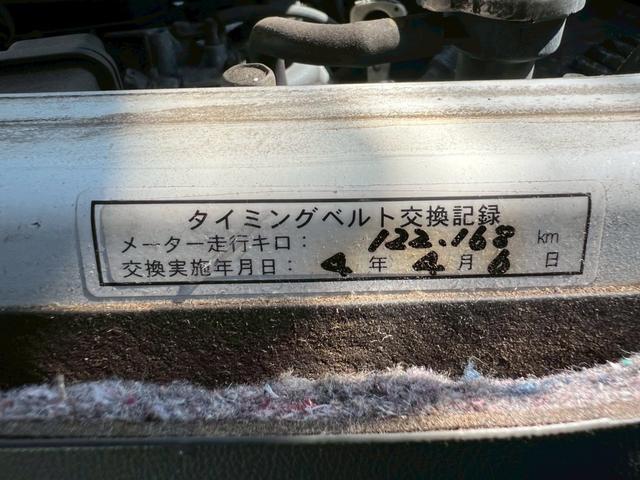 タイミングベルト交換記録
メーター走行キロ： 122.168 km
交換実施年月日： 4 年 4 月 6 日